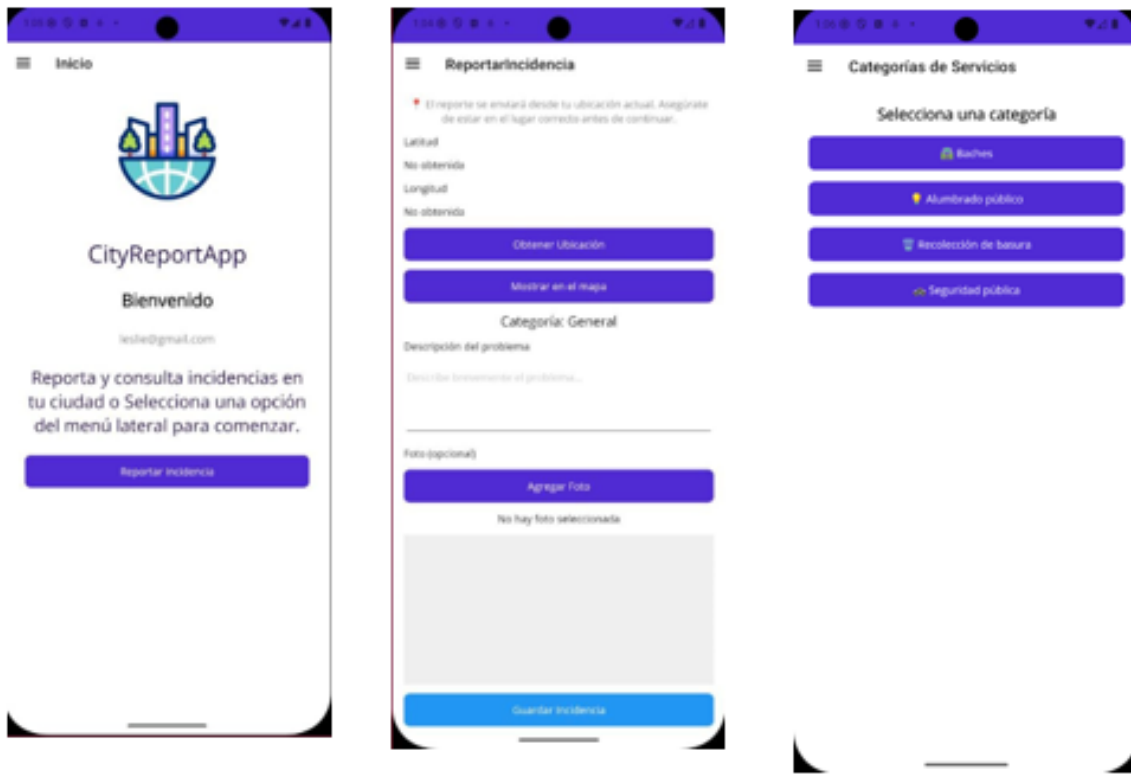 Inicio
CityReportApp
Bienvenido
leslie@gmail.com
Reporta y consulta incidencias en
tu ciudad o Selecciona una opción
del menú lateral para comenzar.
Reportar Incidencia
ReportarIncidencia
El reporte se enviará desde tu ubicación actual. Asegúrate
de estar en el lugar correcto antes de continuar.
Latitud
No obtenida
Longitud
No obtenida
Obtener Ubicación
Mostrar en el mapa
Categoría: General
Descripción del problema
Describe brevemente el problema...
Foto (opcional)
Agregar Foto
No hay foto seleccionada
Guardar Incidencia
Categorías de Servicios
Selecciona una categoría
Baches
Alumbrado público
Recolección de basura
Seguridad pública